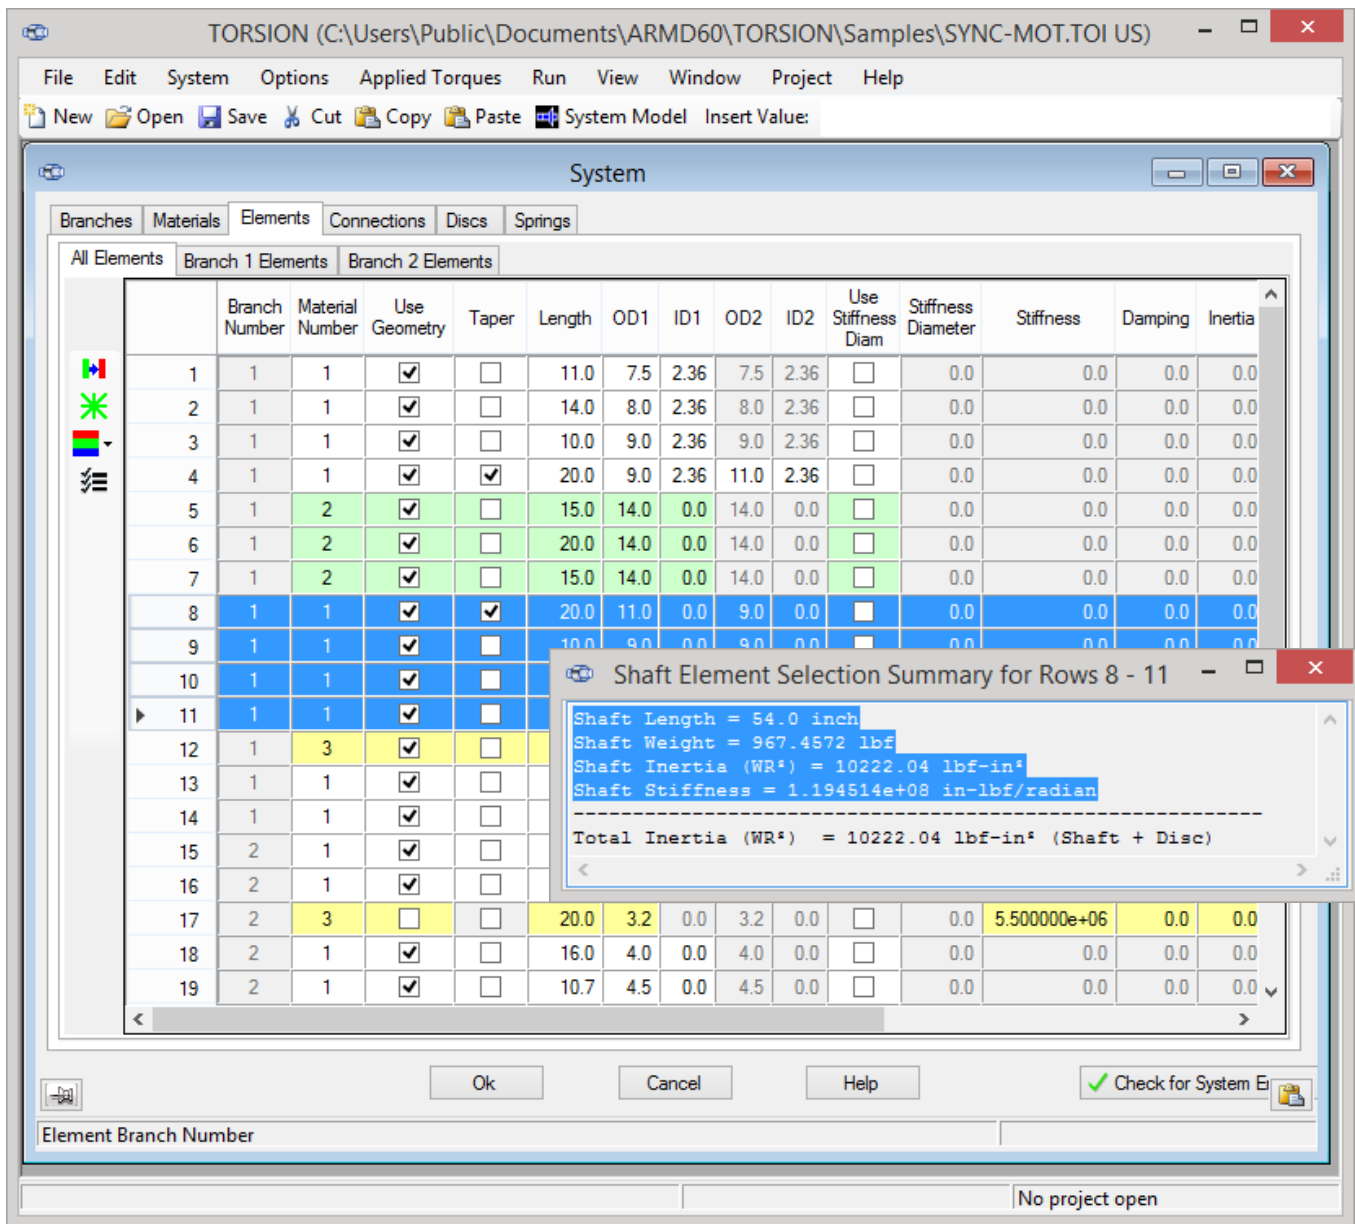 TORSION (C:\Users\Public\Documents\ARMD60\TORSION\Samples\SYNC-MOT.TOI US)
File Edit System Options Applied Torques Run View Window Project Help
New Open Save Cut Copy Paste System Model Insert Value:
System
Branches Materials Elements Connections Discs Springs
All Elements Branch 1 Elements Branch 2 Elements
Branch Number Material Number Use Geometry Taper Length OD1 ID1 OD2 ID2 Use Stiffness Diam Stiffness Diameter Stiffness Damping Inertia
1 1 1 11.0 7.5 2.36 7.5 2.36 0.0 0.0 0.0 0.0
2 1 1 14.0 8.0 2.36 8.0 2.36 0.0 0.0 0.0 0.0
3 1 1 10.0 9.0 2.36 9.0 2.36 0.0 0.0 0.0 0.0
4 1 1 20.0 9.0 2.36 11.0 2.36 0.0 0.0 0.0 0.0
5 1 2 15.0 14.0 0.0 14.0 0.0 0.0 0.0 0.0 0.0
6 1 2 20.0 14.0 0.0 14.0 0.0 0.0 0.0 0.0 0.0
7 1 2 15.0 14.0 0.0 14.0 0.0 0.0 0.0 0.0 0.0
8 1 1 20.0 11.0 0.0 9.0 0.0 0.0 0.0 0.0 0.0
9 1 1 10.0 9.0 0.0 9.0 0.0 0.0 0.0 0.0 0.0
10 1 1
11 1 1
12 1 3
13 1 1
14 1 1
15 2 1
16 2 1
17 2 3 20.0 3.2 0.0 3.2 0.0 0.0 5.500000e+06 0.0 0.0
18 2 1 16.0 4.0 0.0 4.0 0.0 0.0 0.0 0.0 0.0
19 2 1 10.7 4.5 0.0 4.5 0.0 0.0 0.0 0.0 0.0
Shaft Element Selection Summary for Rows 8 - 11
Shaft Length = 54.0 inch
Shaft Weight = 967.4572 lbf
Shaft Inertia (WR²) = 10222.04 lbf-in²
Shaft Stiffness = 1.194514e+08 in-lbf/radian
--------------------------------------------------------
Total Inertia (WR²) = 10222.04 lbf-in² (Shaft + Disc)
Ok Cancel Help Check for System Er
Element Branch Number
No project open